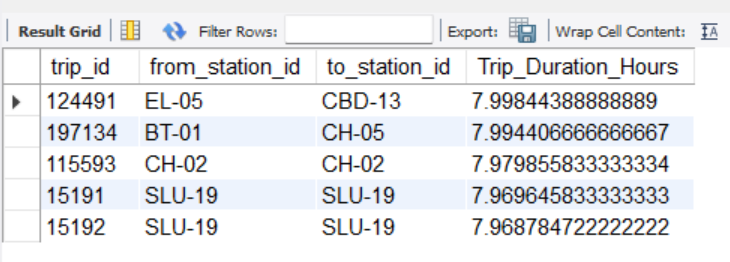 Result Grid Filter Rows: Export: Wrap Cell Content: IA
trip_id from_station_id to_station_id Trip_Duration_Hours
124491 EL-05 CBD-13 7.99844388888889
197134 BT-01 CH-05 7.994406666666667
115593 CH-02 CH-02 7.979855833333334
15191 SLU-19 SLU-19 7.969645833333333
15192 SLU-19 SLU-19 7.968784722222222